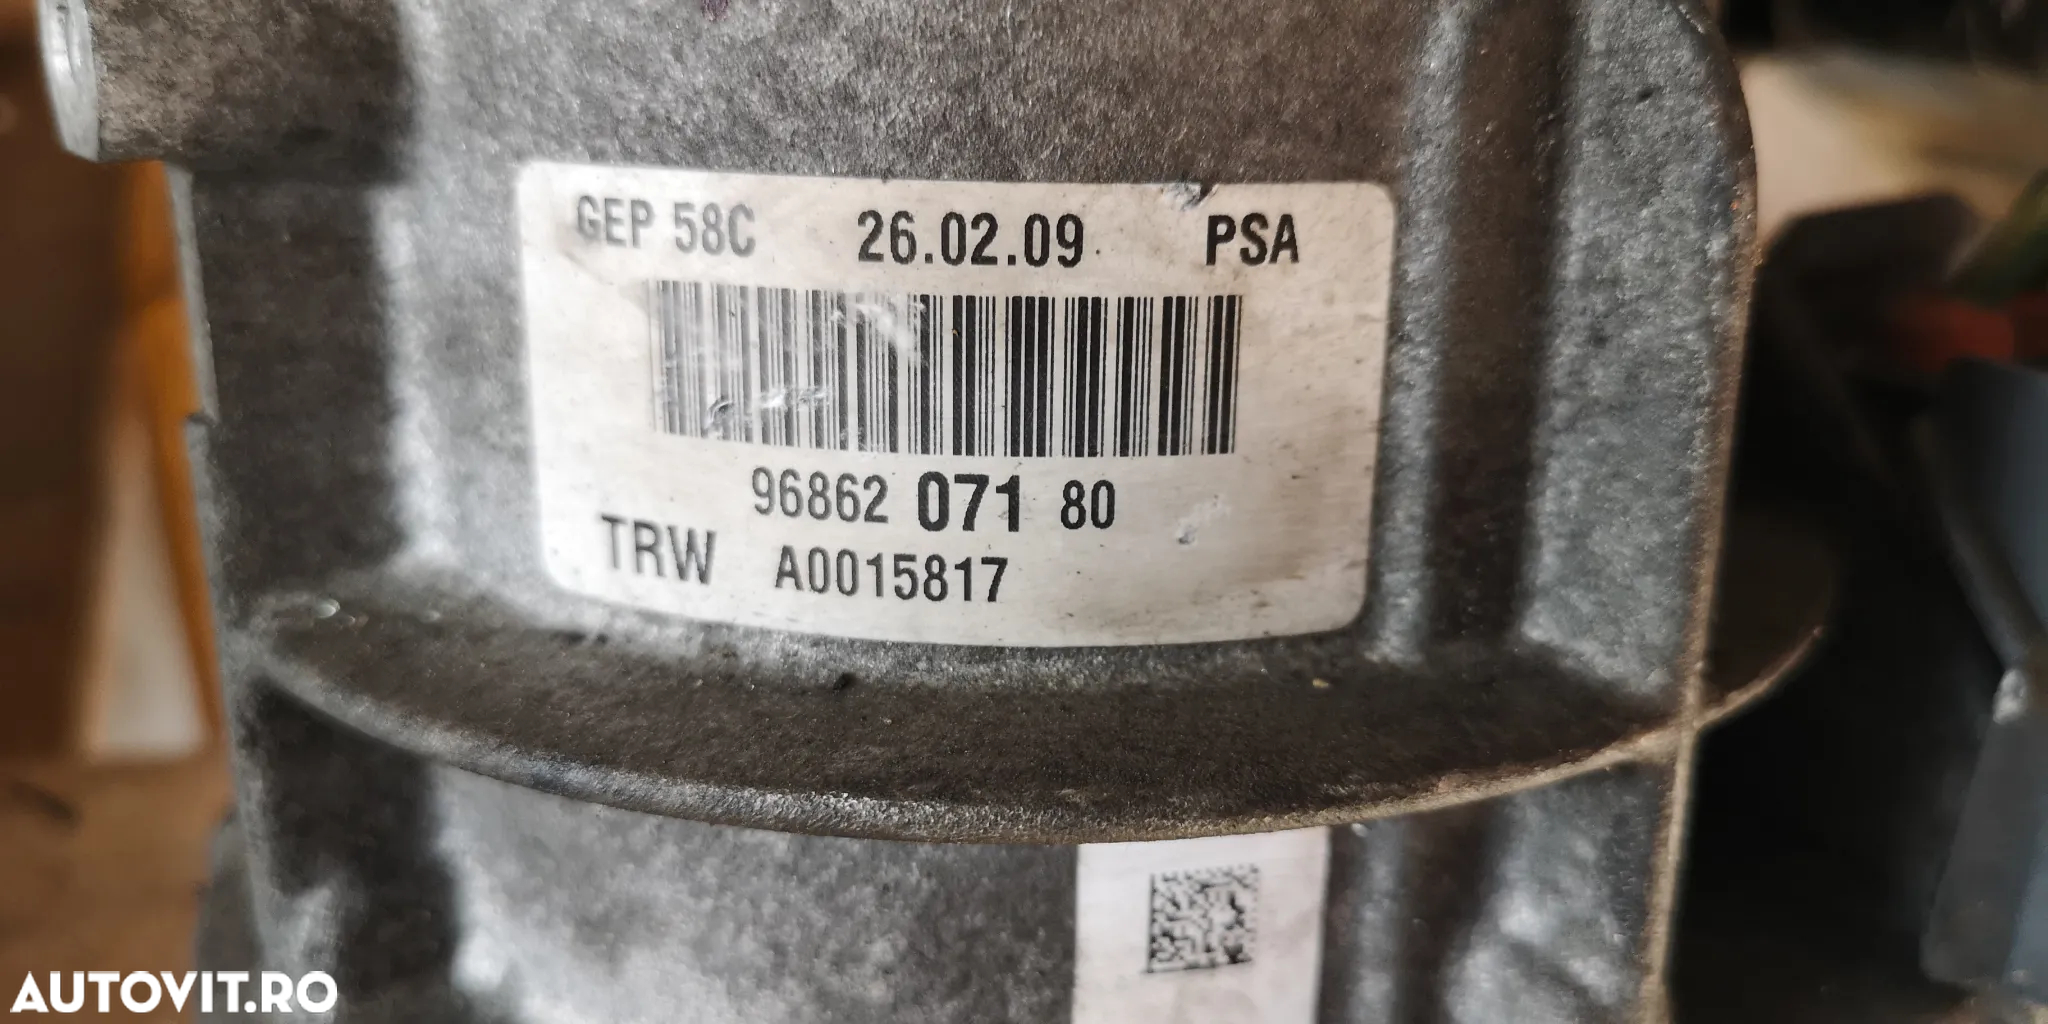 GEP 58C 26.02.09 PSA
96862 071 80
TRW A0015817
AUTOVIT.RO